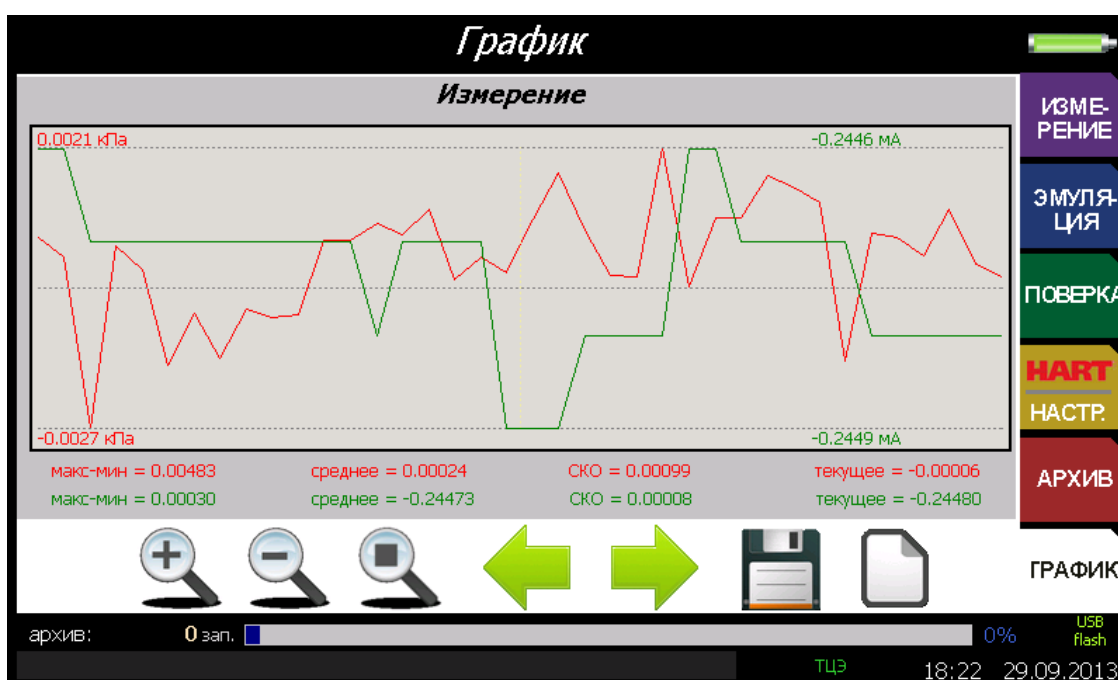 График
Измерение
0.0021 кПа
-0.2446 мА
-0.0027 кПа
-0.2449 мА
макс-мин = 0.00483 среднее = 0.00024 СКО = 0.00099 текущее = -0.00006
макс-мин = 0.00030 среднее = -0.24473 СКО = 0.00008 текущее = -0.24480
ИЗМЕ-
РЕНИЕ
ЭМУЛЯ-
ЦИЯ
ПОВЕРКА
HART
НАСТР.
АРХИВ
ГРАФИК
архив: 0 зап. 0%
USB
flash
ТЦЭ 18:22 29.09.2013